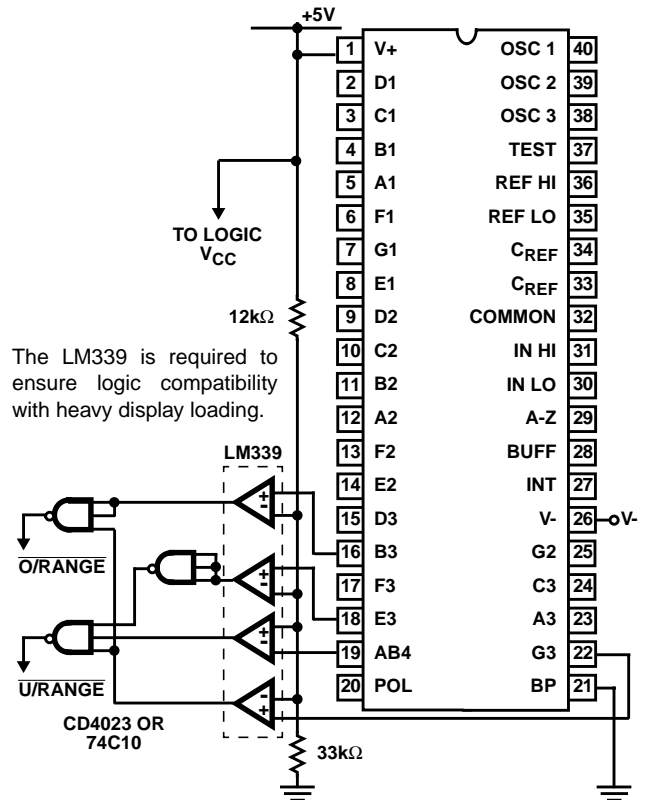 +5V
1 V+ OSC 1 40
2 D1 OSC 2 39
3 C1 OSC 3 38
4 B1 TEST 37
5 A1 REF HI 36
6 F1 REF LO 35
7 G1 CREF 34
8 E1 CREF 33
9 D2 COMMON 32
10 C2 IN HI 31
11 B2 IN LO 30
12 A2 A-Z 29
13 F2 BUFF 28
14 E2 INT 27
15 D3 V- 26 V-
16 B3 G2 25
17 F3 C3 24
18 E3 A3 23
19 AB4 G3 22
20 POL BP 21
TO LOGIC
VCC
12kΩ
The LM339 is required to
ensure logic compatibility
with heavy display loading.
LM339
+
-
+
-
+
-
-
+
O/RANGE
U/RANGE
CD4023 OR
74C10
33kΩ